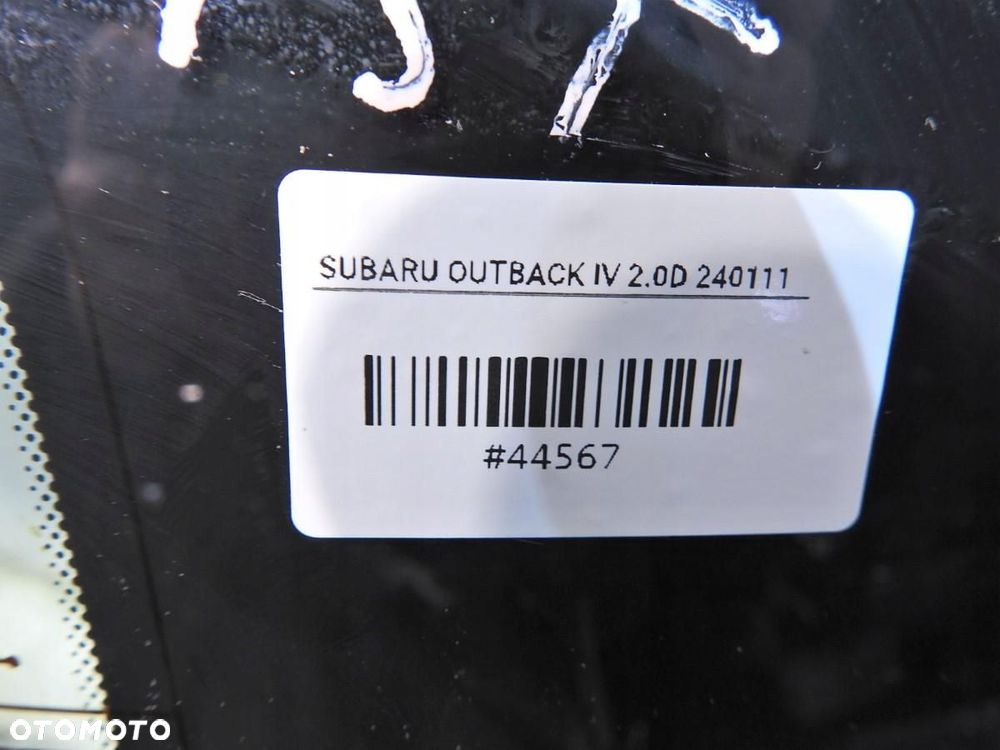 SUBARU OUTBACK IV 2.0D 240111
#44567
OTOMOTO